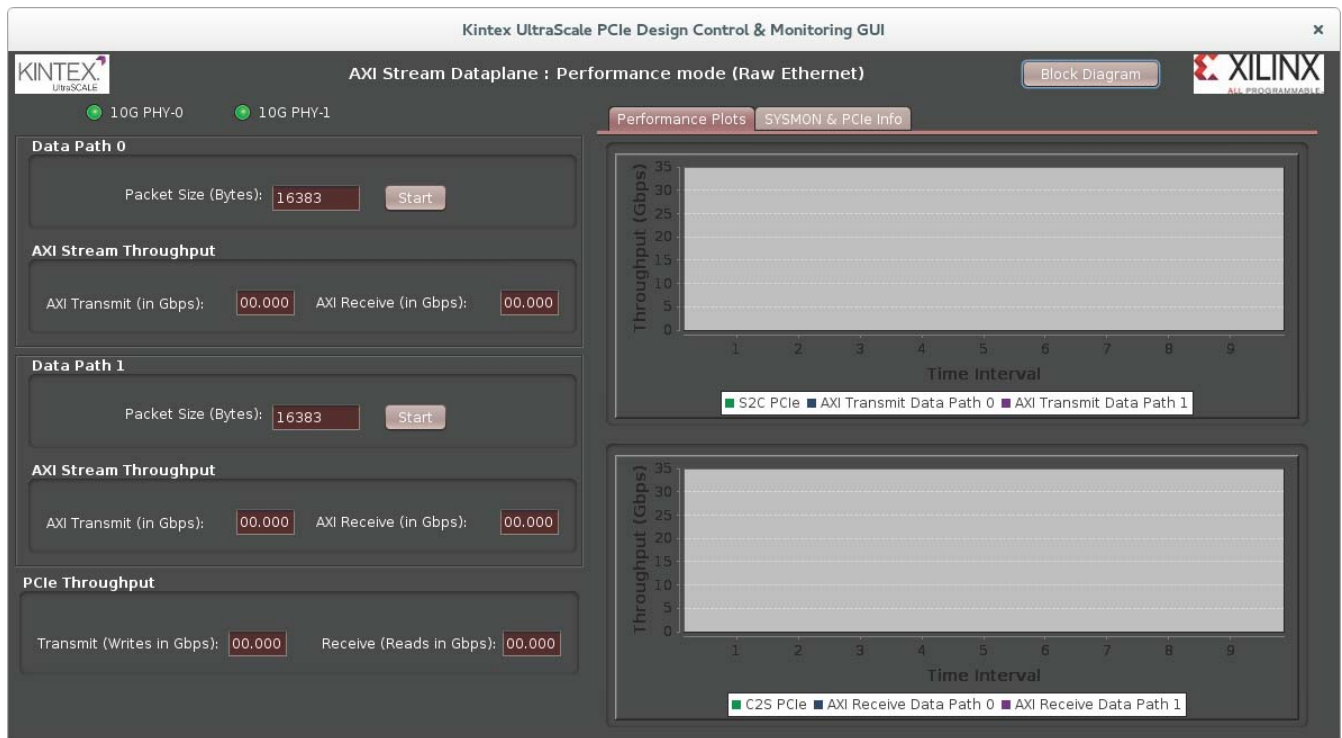 Kintex UltraScale PCIe Design Control & Monitoring GUI x
KINTEX.
UltraSCALE
AXI Stream Dataplane : Performance mode (Raw Ethernet)
Block Diagram
XILINX
ALL PROGRAMMABLE.
10G PHY-0 10G PHY-1
Performance Plots SYSMON & PCIe Info
Data Path 0
Packet Size (Bytes): 16383 Start
AXI Stream Throughput
AXI Transmit (in Gbps): 00.000 AXI Receive (in Gbps): 00.000
Data Path 1
Packet Size (Bytes): 16383 Start
AXI Stream Throughput
AXI Transmit (in Gbps): 00.000 AXI Receive (in Gbps): 00.000
PCIe Throughput
Transmit (Writes in Gbps): 00.000 Receive (Reads in Gbps): 00.000
Throughput (Gbps)
35
30
25
20
15
10
5
0
1 2 3 4 5 6 7 8 9
Time Interval
S2C PCIe AXI Transmit Data Path 0 AXI Transmit Data Path 1
Throughput (Gbps)
35
30
25
20
15
10
5
0
1 2 3 4 5 6 7 8 9
Time Interval
C2S PCIe AXI Receive Data Path 0 AXI Receive Data Path 1